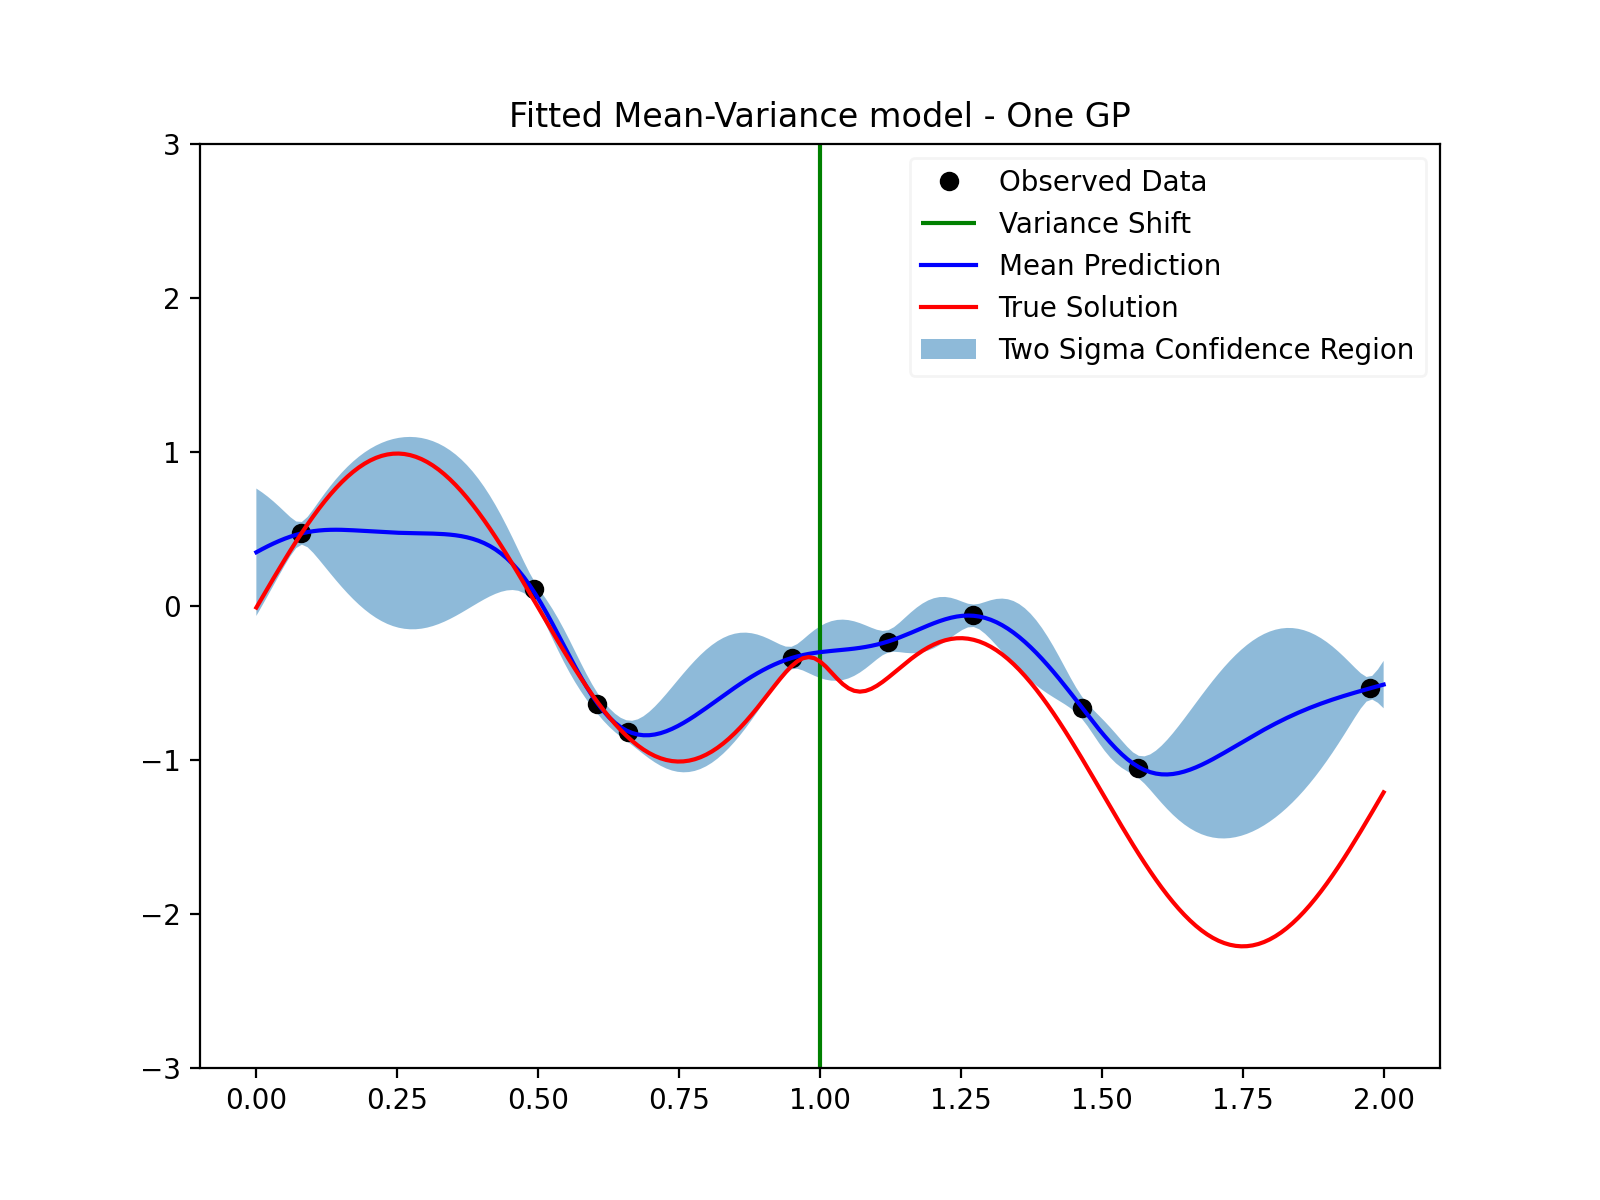 Fitted Mean-Variance model - One GP
Observed Data
Variance Shift
Mean Prediction
True Solution
Two Sigma Confidence Region
3
2
1
0
−1
−2
−3
0.00 0.25 0.50 0.75 1.00 1.25 1.50 1.75 2.00